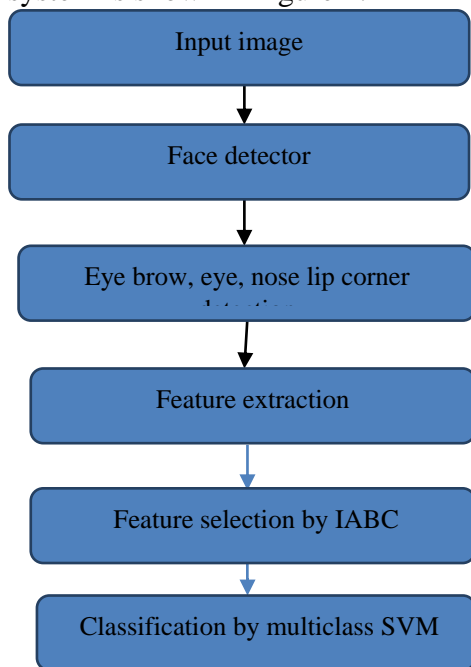 Input image
Face detector
Eye brow, eye, nose lip corner
Feature extraction
Feature selection by IABC
Classification by multiclass SVM